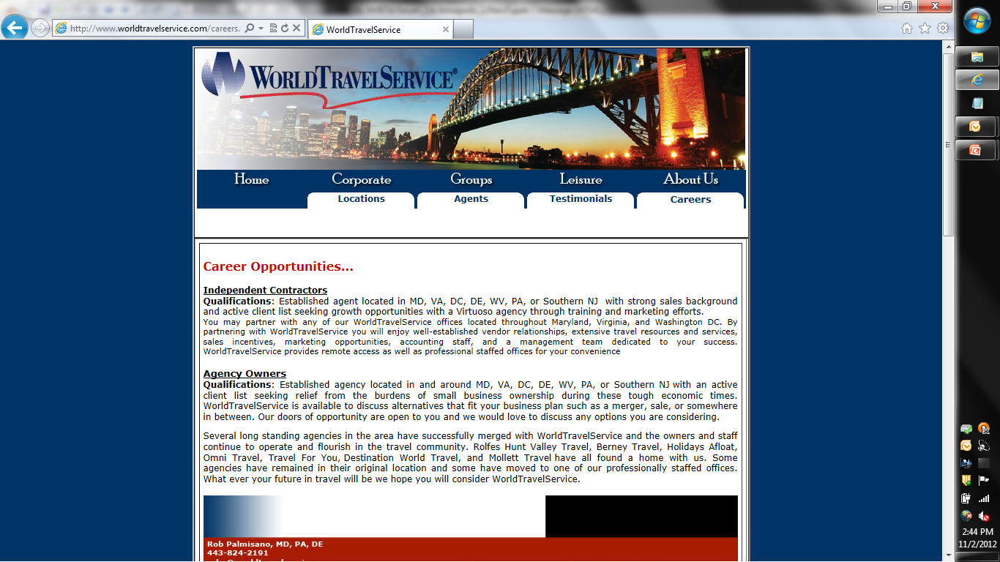 http://www.worldtravelservice.com/careers.
WorldTravelService
WORLDTRAVELSERVICE®
Home Corporate Groups Leisure About Us
Locations Agents Testimonials Careers
Career Opportunities...
Independent Contractors
Qualifications: Established agent located in MD, VA, DC, DE, WV, PA, or Southern NJ with strong sales background
and active client list seeking growth opportunities with a Virtuoso agency through training and marketing efforts.
You may partner with any of our WorldTravelService offices located throughout Maryland, Virginia, and Washington DC. By
partnering with WorldTravelService you will enjoy well-established vendor relationships, extensive travel resources and services,
sales incentives, marketing opportunities, accounting staff, and a management team dedicated to your success.
WorldTravelService provides remote access as well as professional staffed offices for your convenience
Agency Owners
Qualifications: Established agency located in and around MD, VA, DC, DE, WV, PA, or Southern NJ with an active
client list seeking relief from the burdens of small business ownership during these tough economic times.
WorldTravelService is available to discuss alternatives that fit your business plan such as a merger, sale, or somewhere
in between. Our doors of opportunity are open to you and we would love to discuss any options you are considering.
Several long standing agencies in the area have successfully merged with WorldTravelService and the owners and staff
continue to operate and flourish in the travel community. Rolfes Hunt Valley Travel, Berney Travel, Holidays Afloat,
Omni Travel, Travel For You, Destination World Travel, and Mollett Travel have all found a home with us. Some
agencies have remained in their original location and some have moved to one of our professionally staffed offices.
What ever your future in travel will be we hope you will consider WorldTravelService.
Rob Palmisano, MD, PA, DE
443-824-2191
2:44 PM
11/2/2012